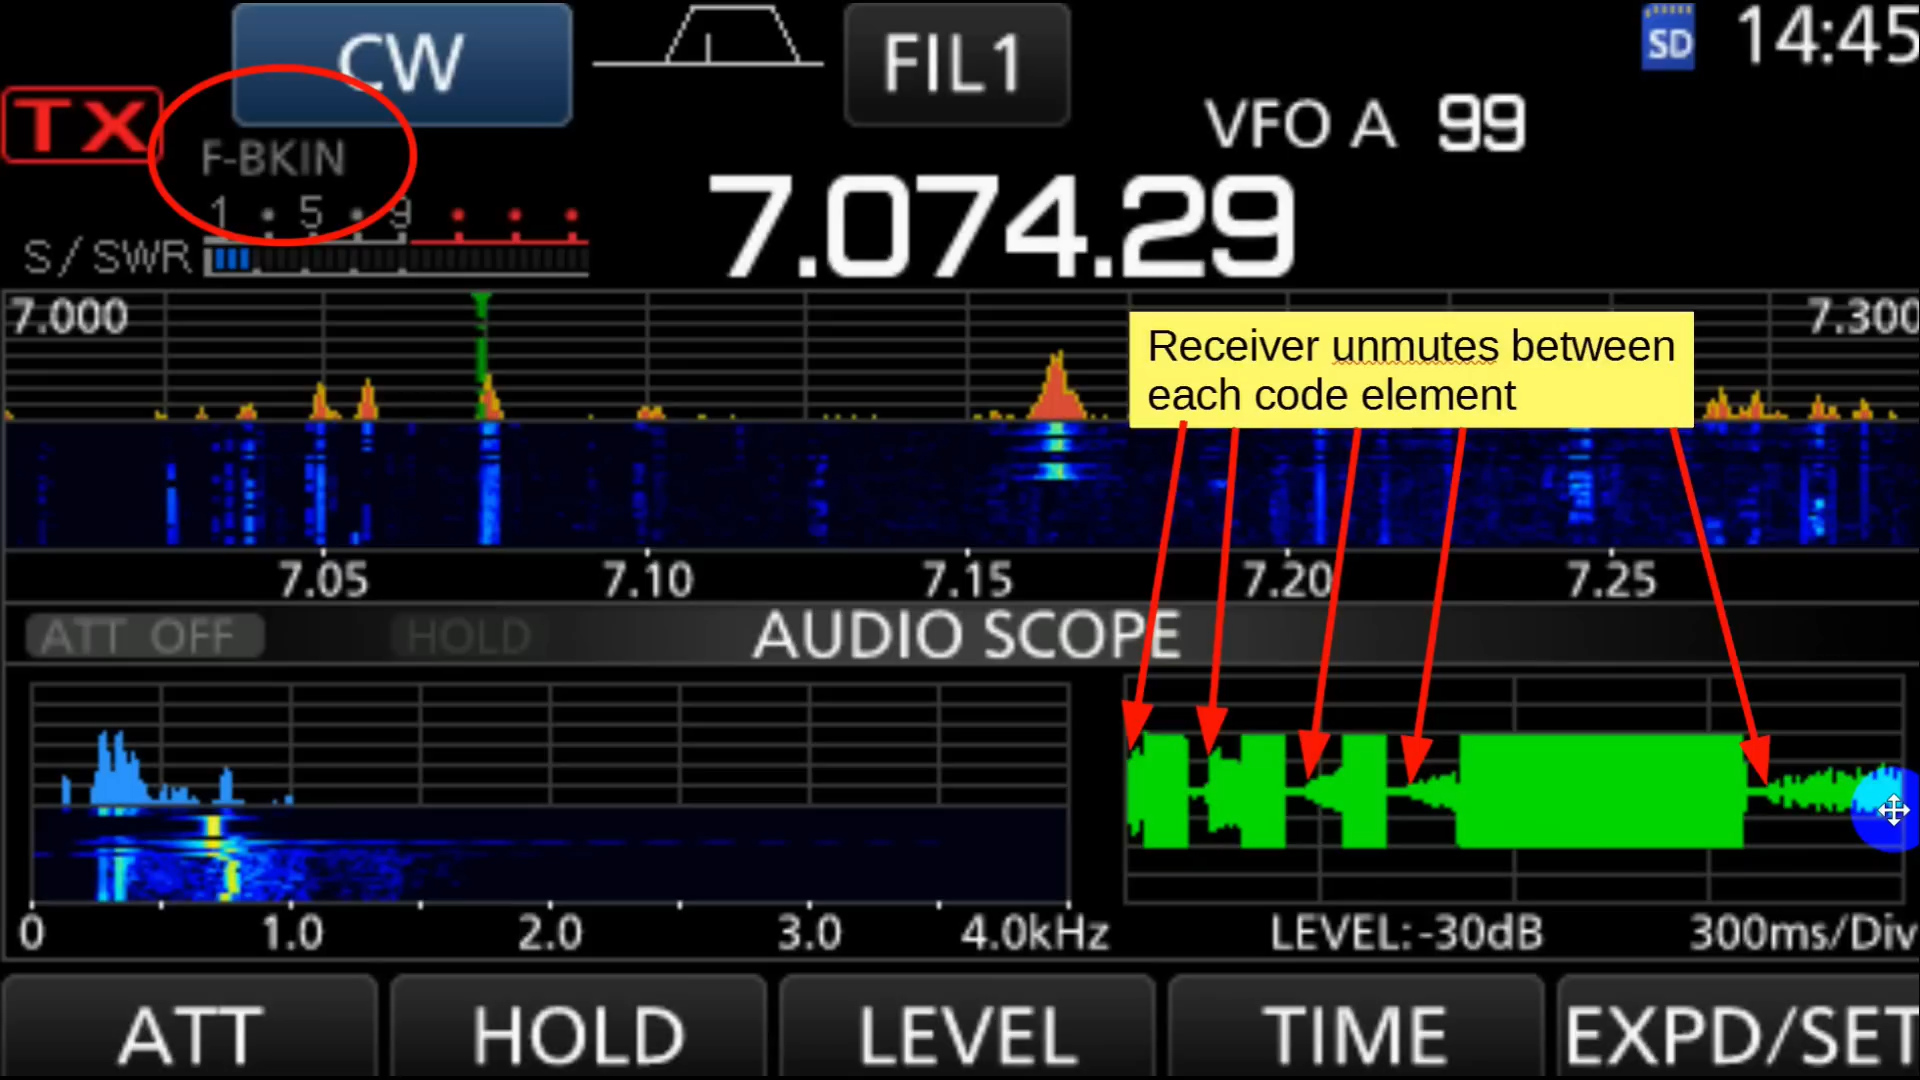 CW
FIL1
SD
14:45
TX
F-BKIN
VFO A 99
1 • 5 • 9
S/SWR
7.074.29
7.000
7.300
Receiver unmutes between
each code element
7.05 7.10 7.15 7.20 7.25
ATT OFF
HOLD
AUDIO SCOPE
0 1.0 2.0 3.0 4.0kHz
LEVEL:-30dB
300ms/Div
ATT HOLD LEVEL TIME EXPD/SET